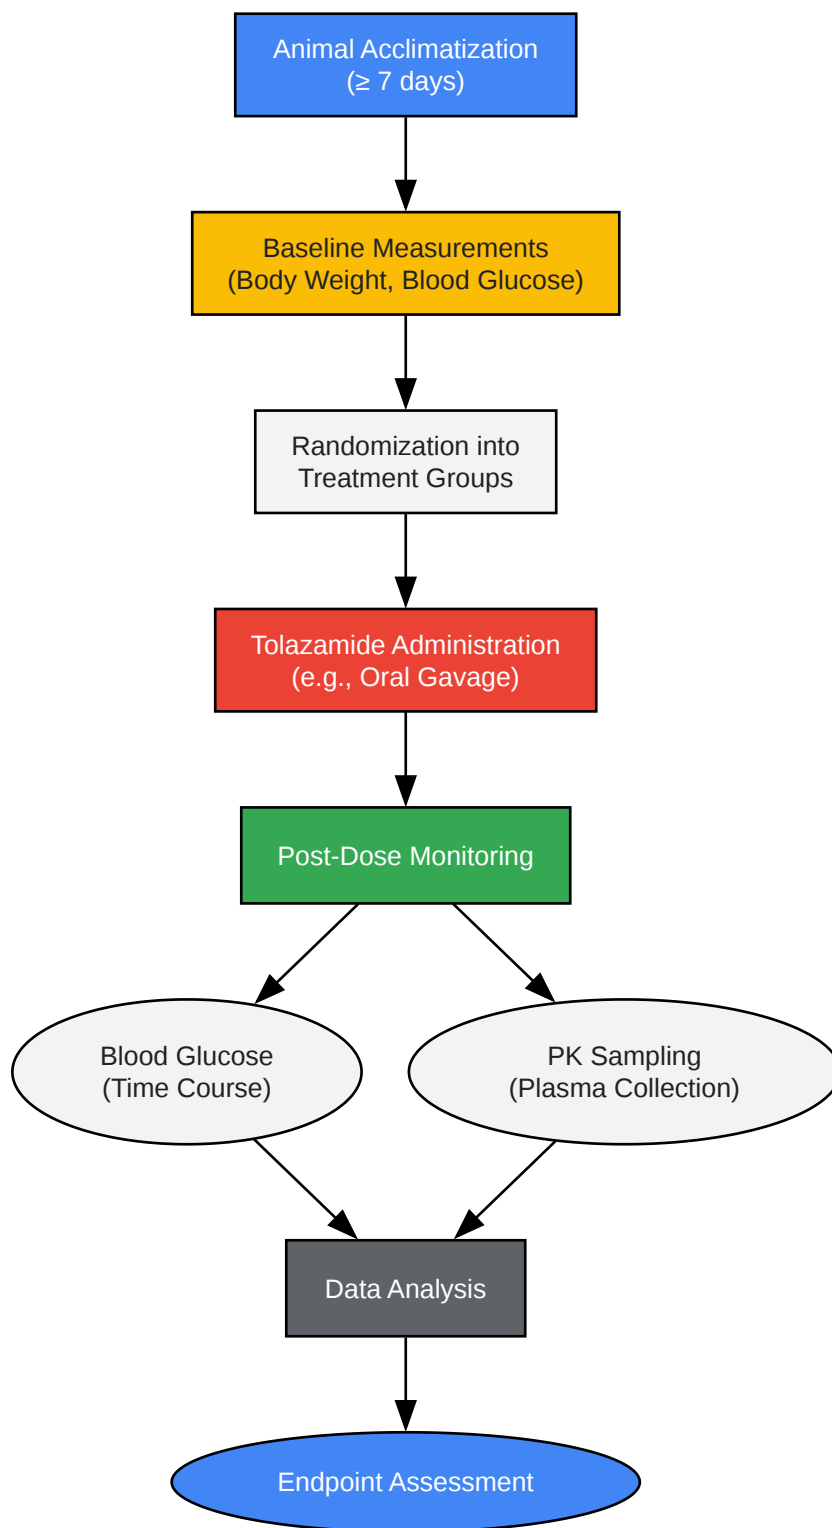 Animal Acclimatization
(≥ 7 days)
Baseline Measurements
(Body Weight, Blood Glucose)
Randomization into
Treatment Groups
Tolazamide Administration
(e.g., Oral Gavage)
Post-Dose Monitoring
Blood Glucose
(Time Course)
PK Sampling
(Plasma Collection)
Data Analysis
Endpoint Assessment